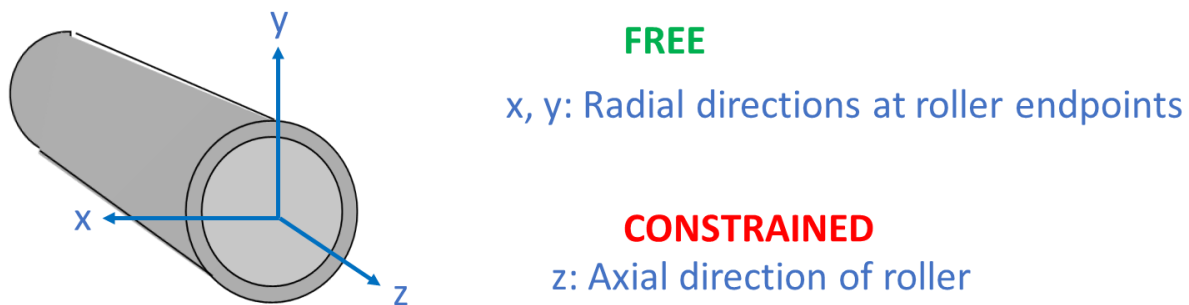 y
FREE
x, y: Radial directions at roller endpoints
x
CONSTRAINED
z: Axial direction of roller
z